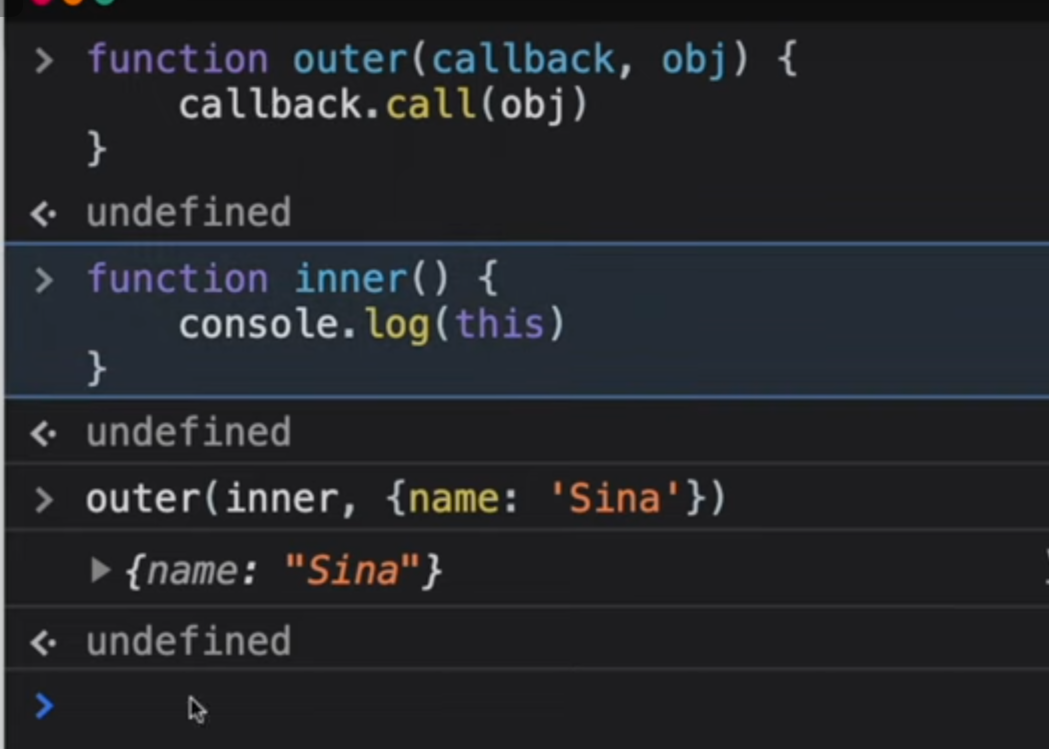 > function outer(callback, obj) {
callback.call(obj)
}
undefined
> function inner() {
console.log(this)
}
undefined
> outer(inner, {name: 'Sina'})
▶ {name: "Sina"}
undefined
>